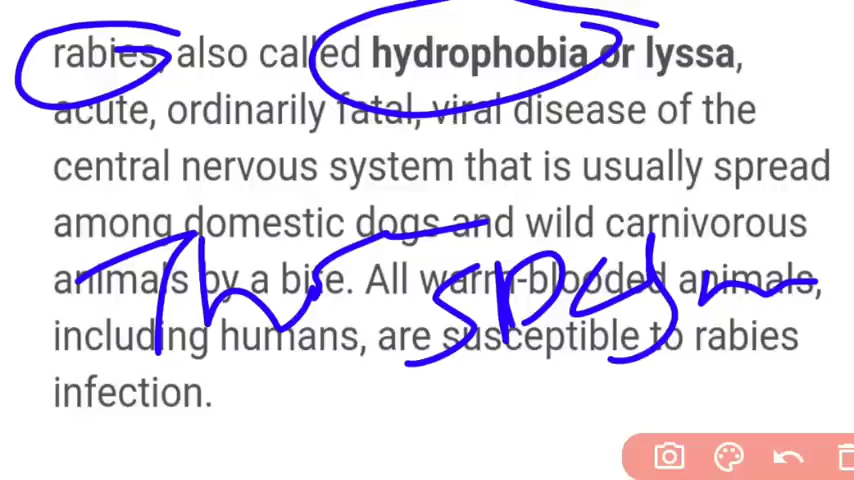 rabies, also called hydrophobia or lyssa,
acute, ordinarily fatal, viral disease of the
central nervous system that is usually spread
among domestic dogs and wild carnivorous
animals by a bite. All warm-blooded animals,
including humans, are susceptible to rabies
infection.